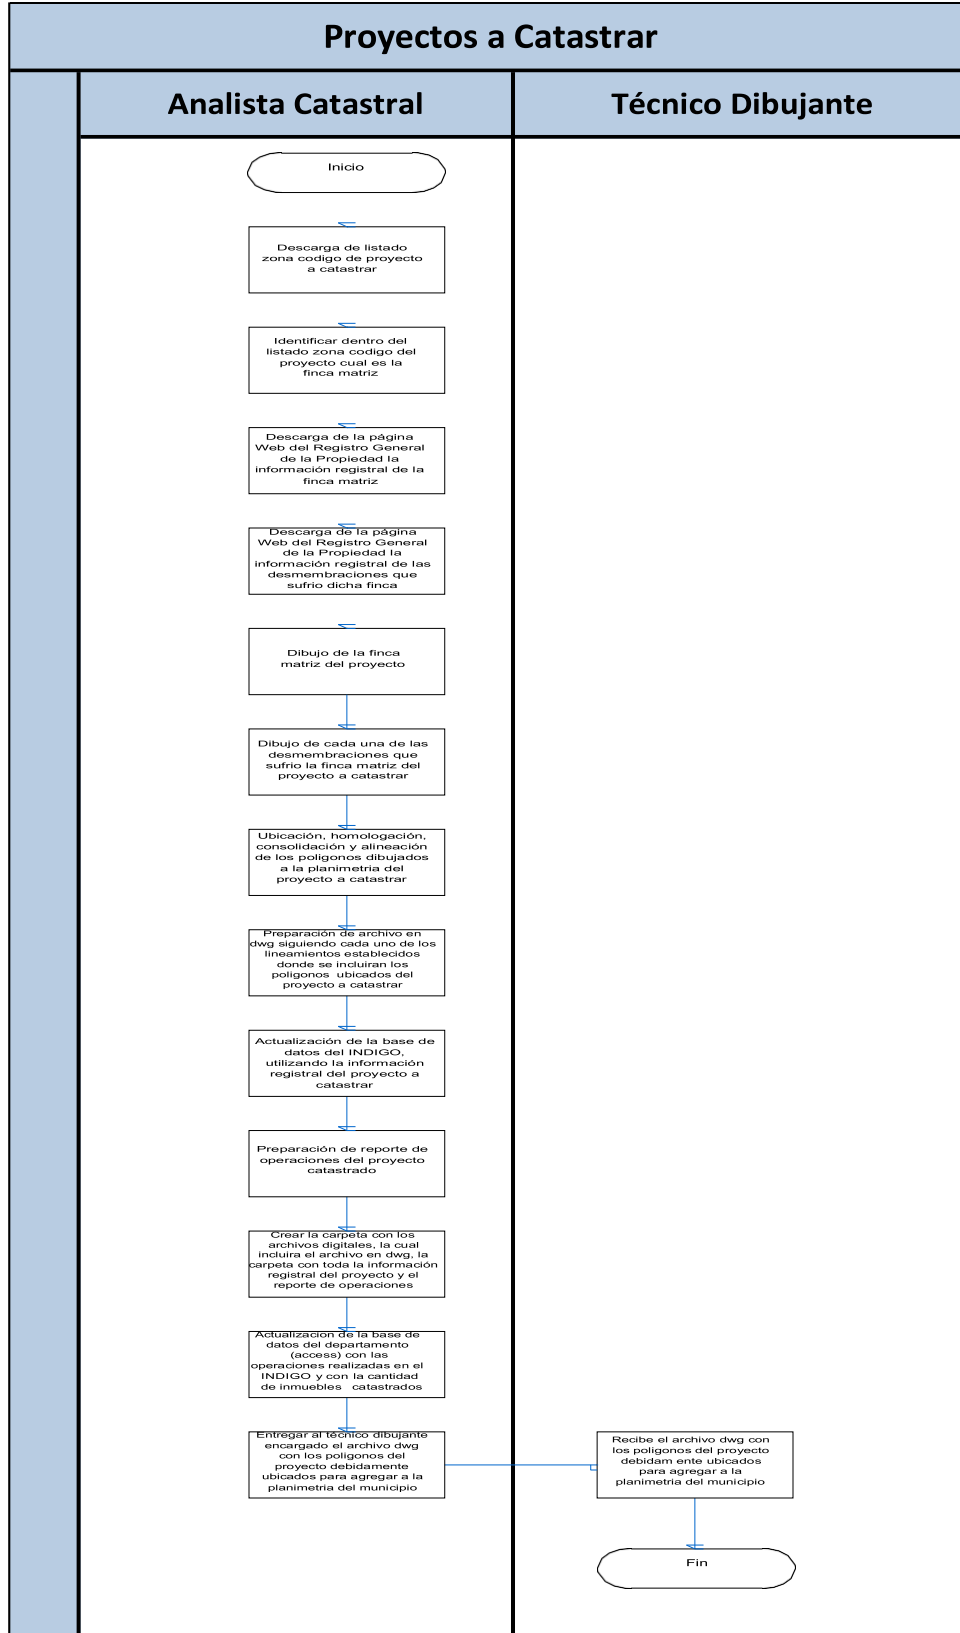 Proyectos a Catastrar
Analista Catastral
Técnico Dibujante
Inicio
Descarga de listado
zona codigo de proyecto
a catastrar
Identificar dentro del
listado zona codigo del
proyecto cual es la
finca matriz
Descarga de la página
Web del Registro General
de la Propiedad la
información registral de la
finca matriz
Descarga de la página
Web del Registro General
de la Propiedad la
información registral de las
desmembraciones que
sufrio dicha finca
Dibujo de la finca
matriz del proyecto
Dibujo de cada una de las
desmembraciones que
sufrio la finca matriz del
proyecto a catastrar
Ubicación, homologación,
consolidación y alineación
de los poligonos dibujados
a la planimetria del
proyecto a catastrar
Preparación de archivo en
dwg siguiendo cada uno de los
lineamientos establecidos
donde se incluiran los
poligonos ubicados del
proyecto a catastrar
Actualización de la base de
datos del INDIGO,
utilizando la información
registral del proyecto a
catastrar
Preparación de reporte de
operaciones del proyecto
catastrado
Crear la carpeta con los
archivos digitales, la cual
incluira el archivo en dwg, la
carpeta con toda la información
registral del proyecto y el
reporte de operaciones
Actualizacion de la base de
datos del departamento
(access) con las
operaciones realizadas en el
INDIGO y con la cantidad
de inmuebles catastrados
Entregar al técnico dibujante
encargado el archivo dwg
con los poligonos del
proyecto debidamente
ubicados para agregar a la
planimetria del municipio
Recibe el archivo dwg con
los poligonos del proyecto
debidam ente ubicados
para agregar a la
planimetria del municipio
Fin